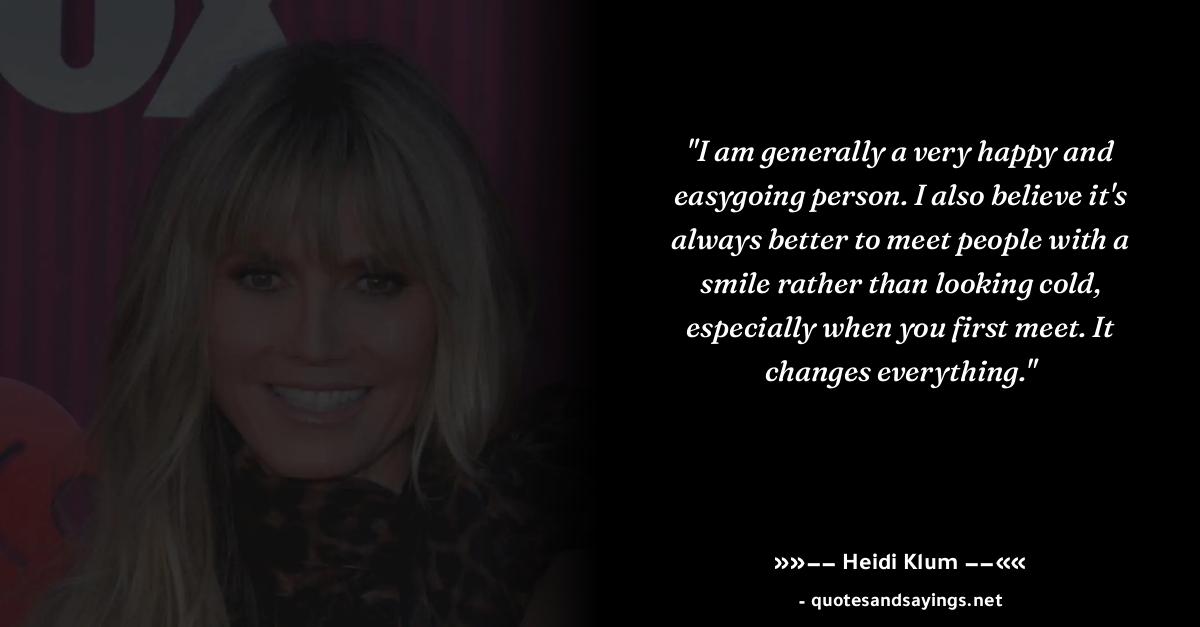 UX
"I am generally a very happy and
easygoing person. I also believe it's
always better to meet people with a
smile rather than looking cold,
especially when you first meet. It
changes everything."
»»–– Heidi Klum ––««
- quotesandsayings.net